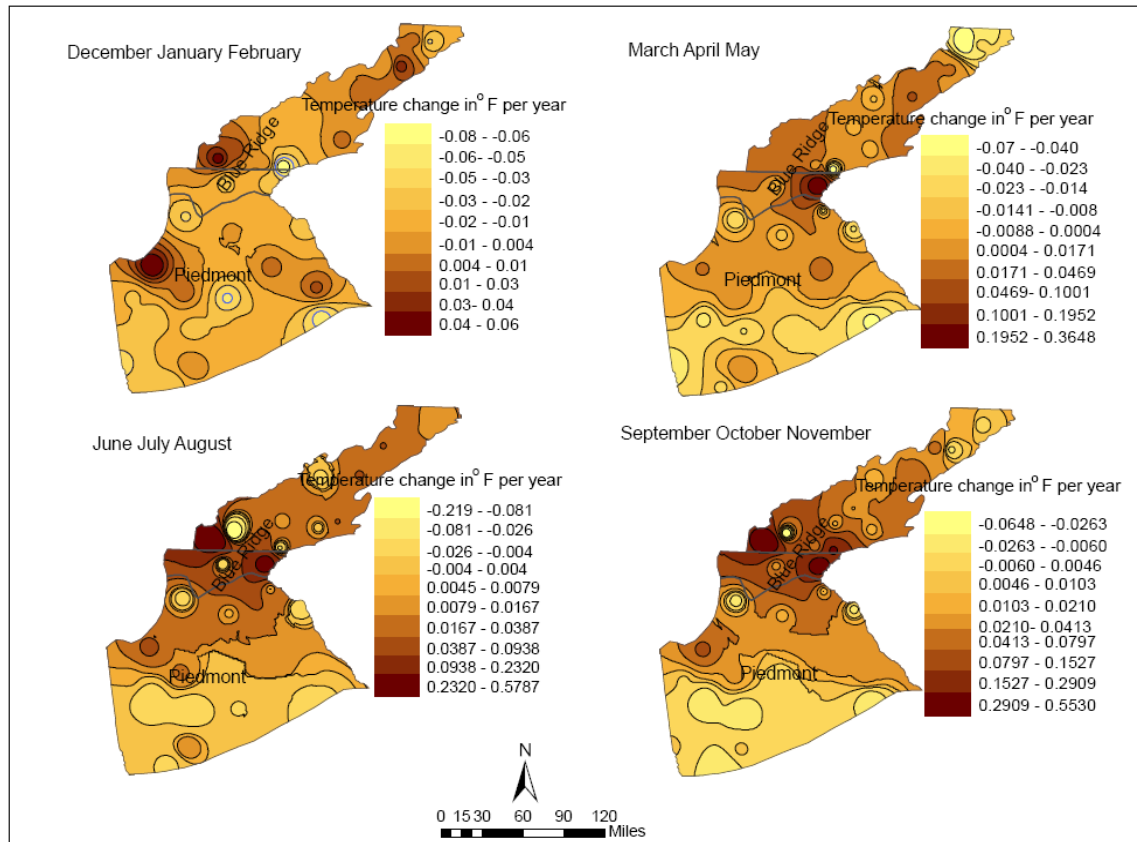 December January February
Temperature change in° F per year
-0.08 - -0.06
-0.06- -0.05
-0.05 - -0.03
-0.03 - -0.02
-0.02 - -0.01
-0.01 - 0.004
0.004 - 0.01
0.01 - 0.03
0.03 - 0.04
0.04 - 0.06
Blue Ridge
Piedmont
March April May
Temperature change in° F per year
-0.07 - -0.040
-0.040 - -0.023
-0.023 - -0.014
-0.0141 - -0.008
-0.0088 - -0.0004
0.0004 - 0.0171
0.0171 - 0.0469
0.0469- 0.1001
0.1001 - 0.1952
0.1952 - 0.3648
Blue Ridge
Piedmont
June July August
Temperature change in° F per year
-0.219 - -0.081
-0.081 - -0.026
-0.026 - -0.004
-0.004 - 0.004
0.0045 - 0.0079
0.0079 - 0.0167
0.0167 - 0.0387
0.0387 - 0.0938
0.0938 - 0.2320
0.2320 - 0.5787
Blue Ridge
Piedmont
September October November
Temperature change in° F per year
-0.0648 - -0.0263
-0.0263 - -0.0060
-0.0060 - 0.0046
0.0046 - 0.0103
0.0103 - 0.0210
0.0210- 0.0413
0.0413 - 0.0797
0.0797 - 0.1527
0.1527 - 0.2909
0.2909 - 0.5530
Blue Ridge
Piedmont
N
0 15 30 60 90 120
Miles